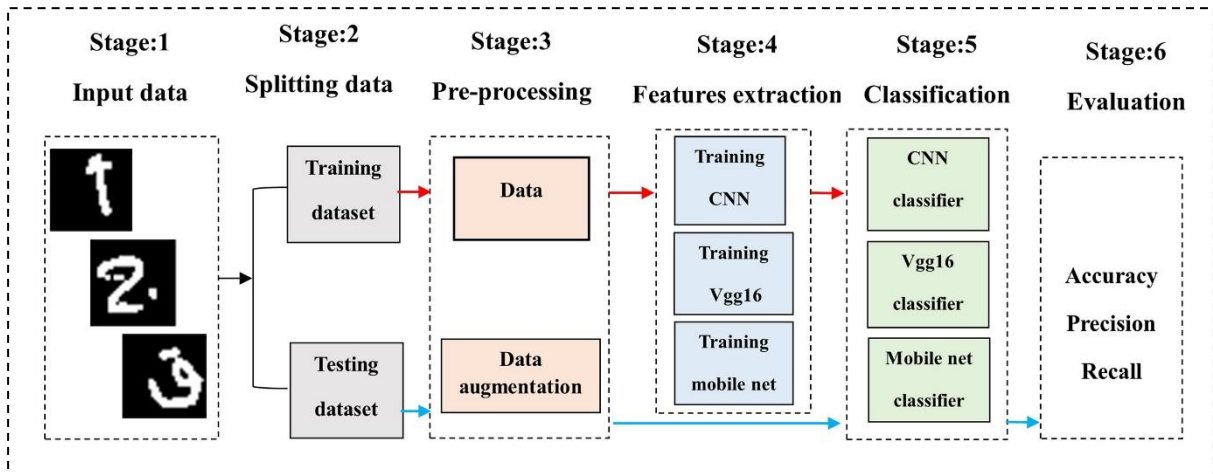 Stage:1
Input data
Stage:2
Splitting data
Stage:3
Pre-processing
Stage:4
Features extraction
Stage:5
Classification
Stage:6
Evaluation
Training
dataset
Testing
dataset
Data
Data
augmentation
Training
CNN
Training
Vgg16
Training
mobile net
CNN
classifier
Vgg16
classifier
Mobile net
classifier
Accuracy
Precision
Recall